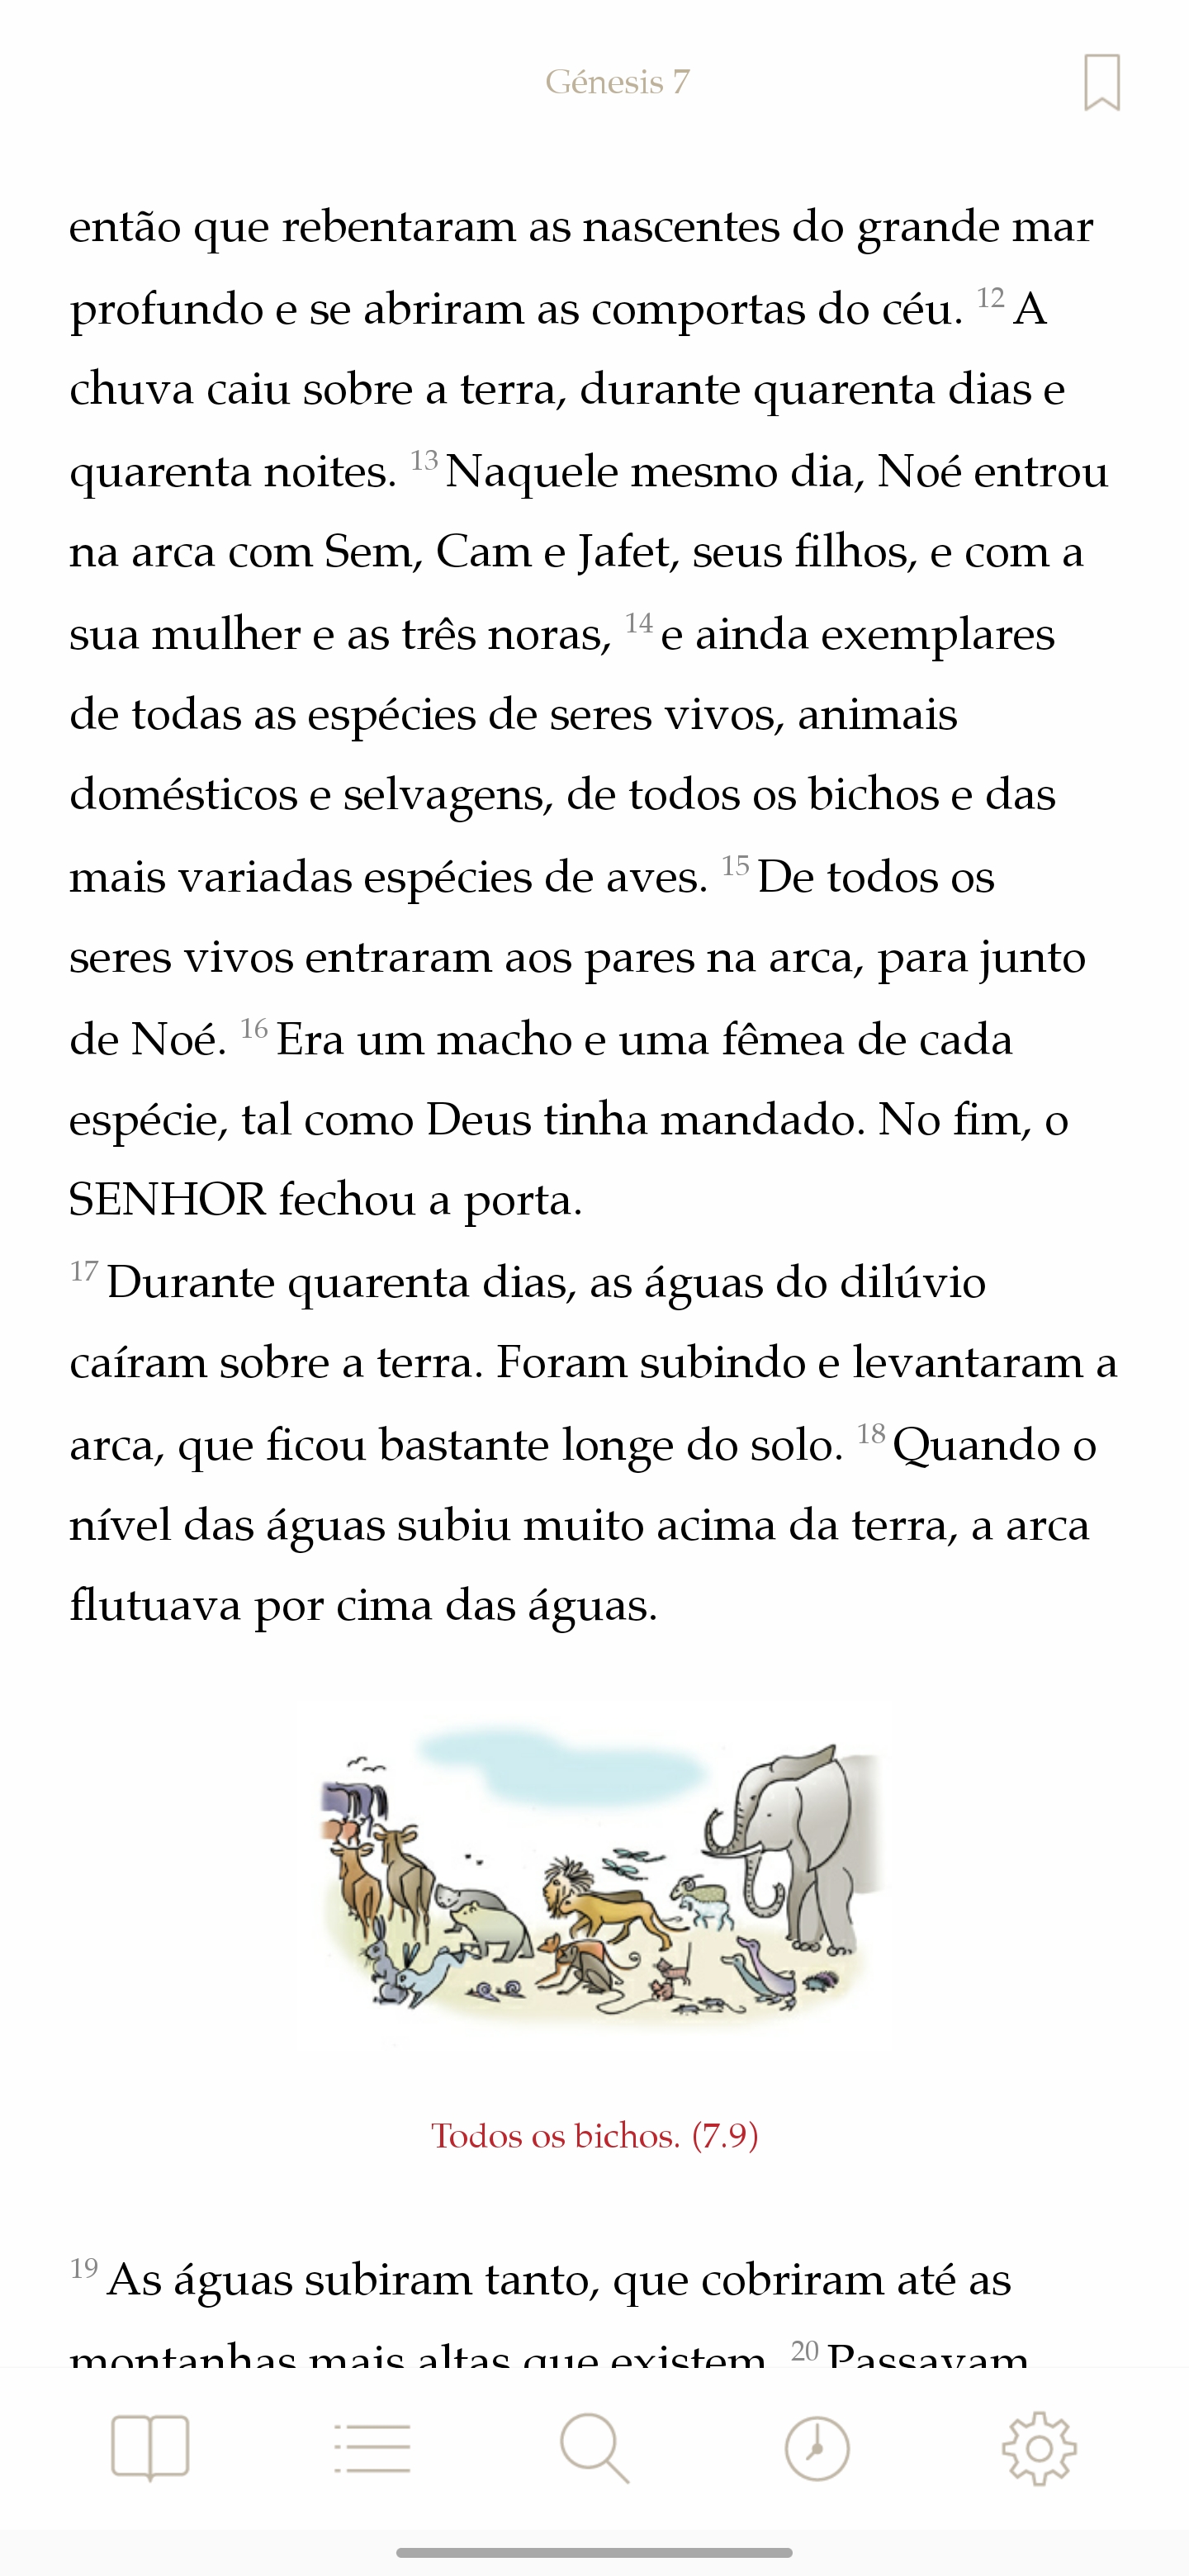 Génesis 7
então que rebentaram as nascentes do grande mar
profundo e se abriram as comportas do céu. 12 A
chuva caiu sobre a terra, durante quarenta dias e
quarenta noites. 13 Naquele mesmo dia, Noé entrou
na arca com Sem, Cam e Jafet, seus filhos, e com a
sua mulher e as três noras, 14 e ainda exemplares
de todas as espécies de seres vivos, animais
domésticos e selvagens, de todos os bichos e das
mais variadas espécies de aves. 15 De todos os
seres vivos entraram aos pares na arca, para junto
de Noé. 16 Era um macho e uma fêmea de cada
espécie, tal como Deus tinha mandado. No fim, o
SENHOR fechou a porta.
17 Durante quarenta dias, as águas do dilúvio
caíram sobre a terra. Foram subindo e levantaram a
arca, que ficou bastante longe do solo. 18 Quando o
nível das águas subiu muito acima da terra, a arca
flutuava por cima das águas.
Todos os bichos. (7.9)
19 As águas subiram tanto, que cobriram até as
montanhas mais altas que existem. 20 Passavam